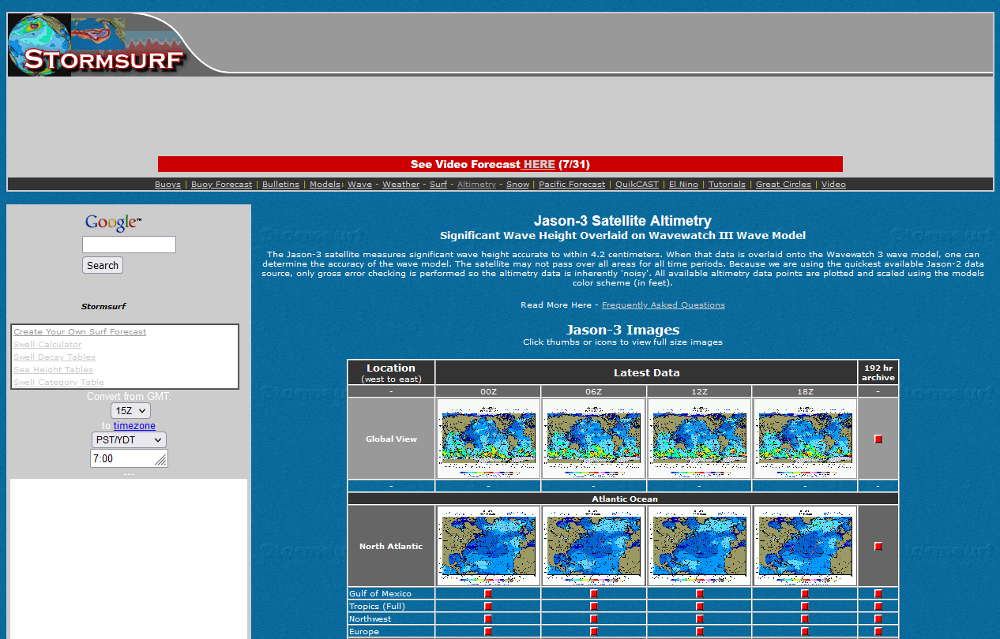 STORMSURF
See Video Forecast HERE (7/31)
Buoys | Buoy Forecast | Bulletins | Models: Wave - Weather - Surf - Altimetry - Snow | Pacific Forecast | QuikCAST | El Nino | Tutorials | Great Circles | Video
Google™
Search
Stormsurf
Create Your Own Surf Forecast
Swell Calculator
Swell Decay Tables
Sea Height Tables
Swell Category Table
Convert from GMT:
15Z
to timezone:
PST/YDT
7:00
---
Jason-3 Satellite Altimetry
Significant Wave Height Overlaid on Wavewatch III Wave Model
The Jason-3 satellite measures significant wave height accurate to within 4.2 centimeters. When that data is overlaid onto the Wavewatch 3 wave model, one can
determine the accuracy of the wave model. The satellite may not pass over all areas for all time periods. Because we are using the quickest available Jason-2 data
source, only gross error checking is performed so the altimetry data is inherently 'noisy'. All available altimetry data points are plotted and scaled using the models
color scheme (in feet).
Read More Here - Frequently Asked Questions
Jason-3 Images
Click thumbs or icons to view full size images
Location
(west to east)
Latest Data
192 hr
archive
- 00Z 06Z 12Z 18Z -
Global View
- - - - - -
Atlantic Ocean
North Atlantic
Gulf of Mexico
Tropics (Full)
Northwest
Europe